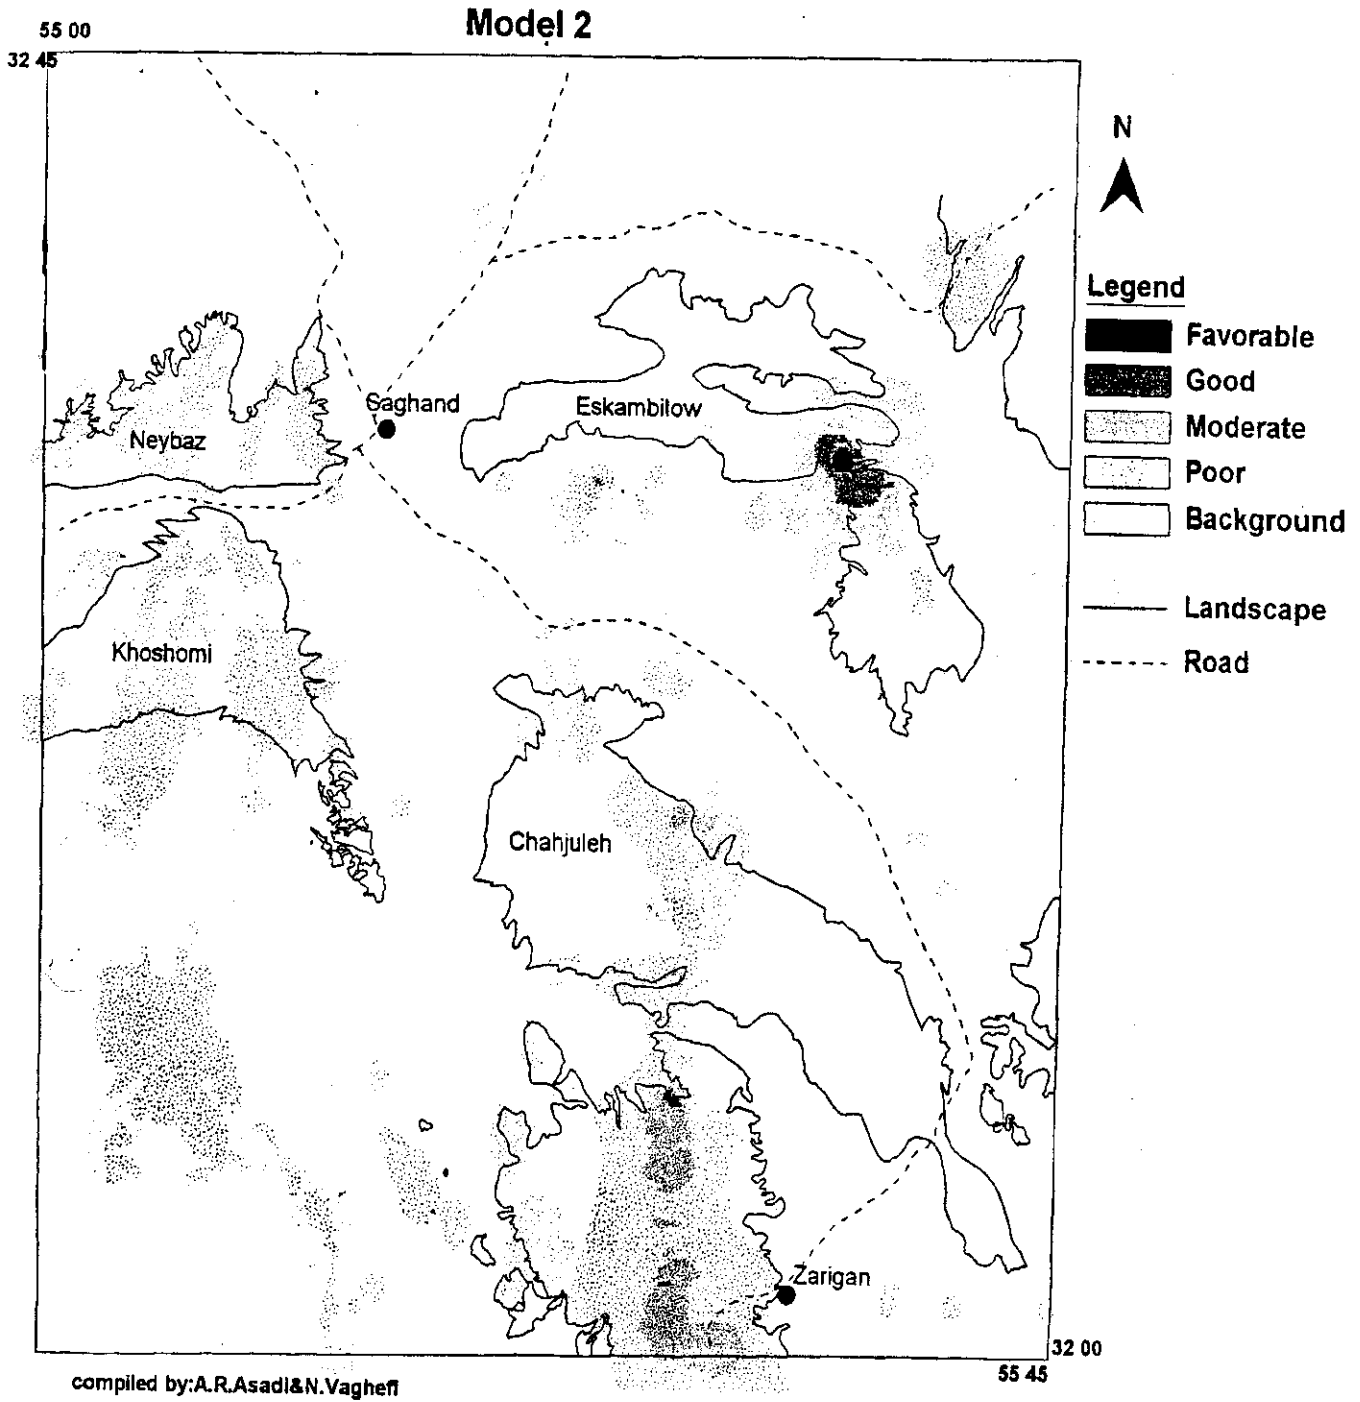 Model 2
55 00
32 45
N
Legend
Favorable
Good
Moderate
Poor
Background
Landscape
Road
Saghand
Eskambilow
Neybaz
Khoshomi
Chahjuleh
Zarigan
32 00
55 45
compiled by:A.R.Asadi&N.Vaghefi